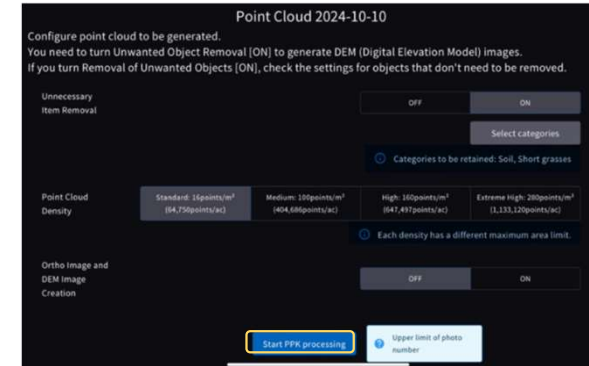 Point Cloud 2024-10-10
Configure point cloud to be generated.
You need to turn Unwanted Object Removal [ON] to generate DEM (Digital Elevation Model) images.
If you turn Removal of Unwanted Objects [ON], check the settings for objects that don't need to be removed.
Unnecessary
Item Removal
OFF
ON
Select categories
Categories to be retained: Soil, Short grasses
Point Cloud
Density
Standard: 16points/m²
(64,750points/ac)
Medium: 100points/m²
(404,686points/ac)
High: 160points/m²
(647,497points/ac)
Extreme High: 280points/m²
(1,133,120points/ac)
Each density has a different maximum area limit.
Ortho Image and
DEM Image
Creation
OFF
ON
Start PPK processing
Upper limit of photo
number